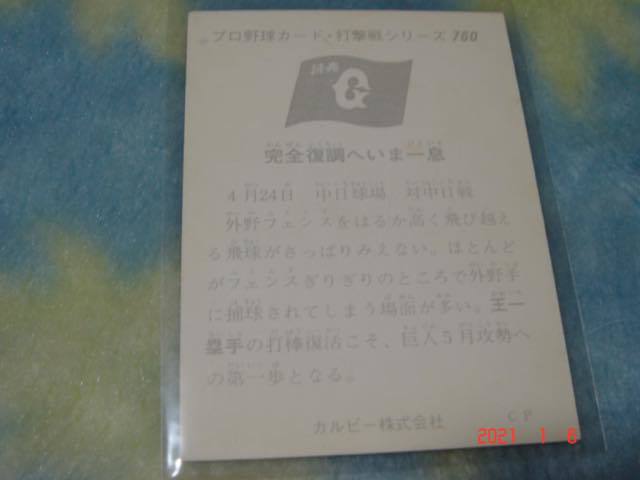 プロ野球カード・打撃戦シリーズ 760
G
完全復調へいま一息
4月24日 中日球場 対中日戦
外野フェンスをはるか高く飛び越え
る飛球がさっぱりみえない。ほとんど
がフェンスぎりぎりのところで外野手
に捕球されてしまう場面が多い。王一
塁手の打棒復活こそ、巨人5月攻勢へ
の第一歩となる。
カルビー株式会社
C P
2021 1 6